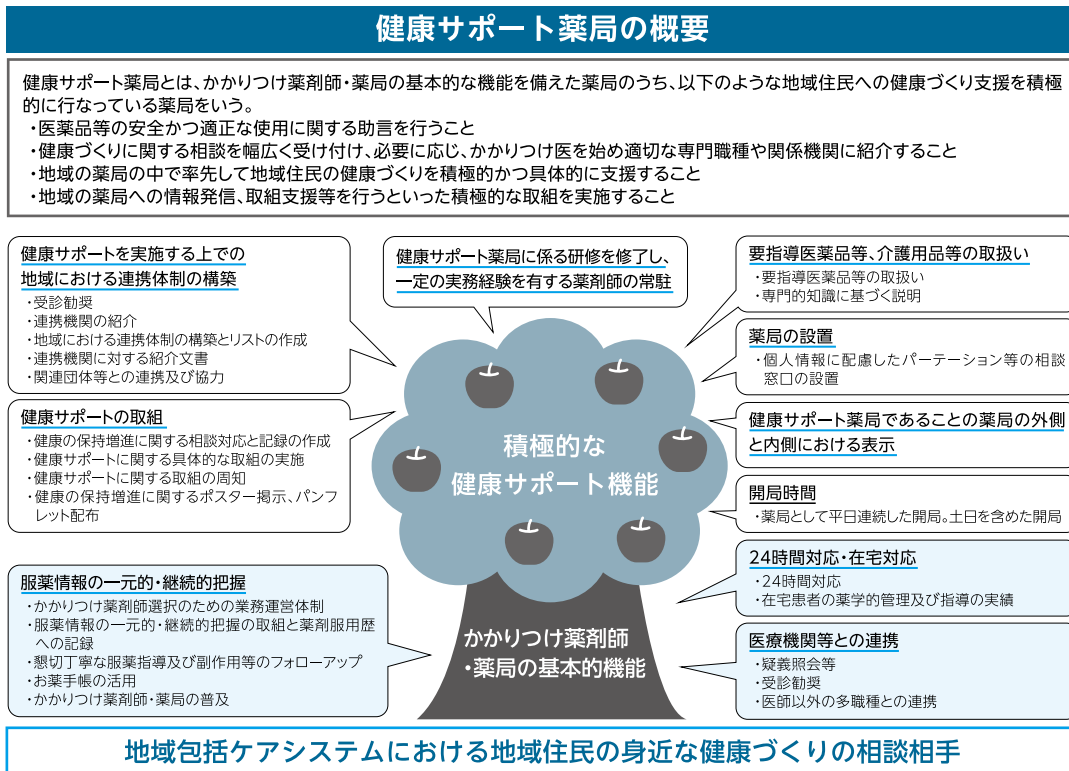 健康サポート薬局の概要
健康サポート薬局とは、かかりつけ薬剤師・薬局の基本的な機能を備えた薬局のうち、以下のような地域住民への健康づくり支援を積極
的に行なっている薬局をいう。
・医薬品等の安全かつ適正な使用に関する助言を行うこと
・健康づくりに関する相談を幅広く受け付け、必要に応じ、かかりつけ医を始め適切な専門職種や関係機関に紹介すること
・地域の薬局の中で率先して地域住民の健康づくりを積極的かつ具体的に支援すること
・地域の薬局への情報発信、取組支援等を行うといった積極的な取組を実施すること
健康サポートを実施する上での
地域における連携体制の構築
・受診勧奨
・連携機関の紹介
・地域における連携体制の構築とリストの作成
・連携機関に対する紹介文書
・関連団体等との連携及び協力
健康サポートの取組
・健康の保持増進に関する相談対応と記録の作成
・健康サポートに関する具体的な取組の実施
・健康サポートに関する取組の周知
・健康の保持増進に関するポスター掲示、パンフ
レット配布
服薬情報の一元的・継続的把握
・かかりつけ薬剤師選択のための業務運営体制
・服薬情報の一元的・継続的把握の取組と薬剤服用歴
への記録
・懇切丁寧な服薬指導及び副作用等のフォローアップ
・お薬手帳の活用
・かかりつけ薬剤師・薬局の普及
健康サポート薬局に係る研修を修了し、
一定の実務経験を有する薬剤師の常駐
積極的な
健康サポート機能
かかりつけ薬剤師
・薬局の基本的機能
要指導医薬品等、介護用品等の取扱い
・要指導医薬品等の取扱い
・専門的知識に基づく説明
薬局の設置
・個人情報に配慮したパーテーション等の相談
窓口の設置
健康サポート薬局であることの薬局の外側
と内側における表示
開局時間
・薬局として平日連続した開局。土日を含めた開局
24時間対応・在宅対応
・24時間対応
・在宅患者の薬学的管理及び指導の実績
医療機関等との連携
・疑義照会等
・受診勧奨
・医師以外の多職種との連携
地域包括ケアシステムにおける地域住民の身近な健康づくりの相談相手